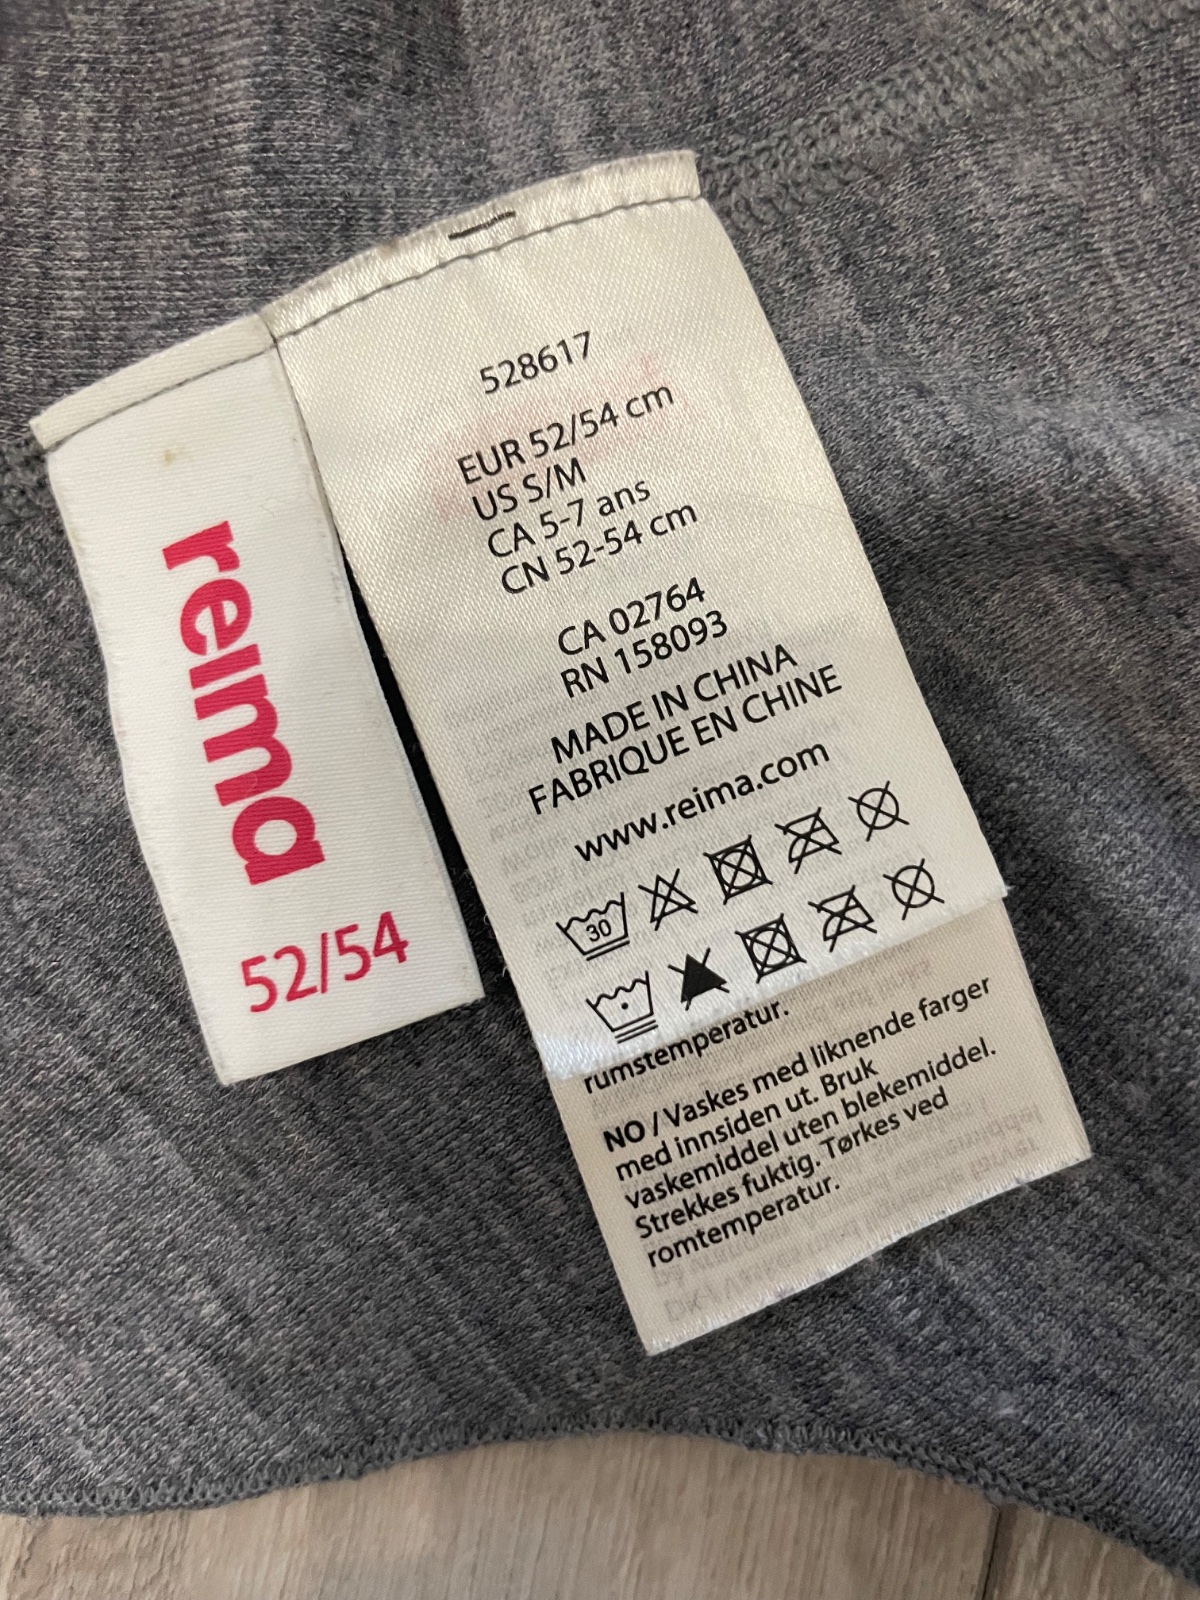 reima
52/54
528617
EUR 52/54 cm
US S/M
CA 5-7 ans
CN 52-54 cm
CA 02764
RN 158093
MADE IN CHINA
FABRIQUE EN CHINE
www.reima.com
30
rumstemperatur.
NO / Vaskes med liknende farger
med innsiden ut. Bruk
vaskemiddel uten blekemiddel.
Strekkes fuktig. Tørkes ved
romtemperatur.